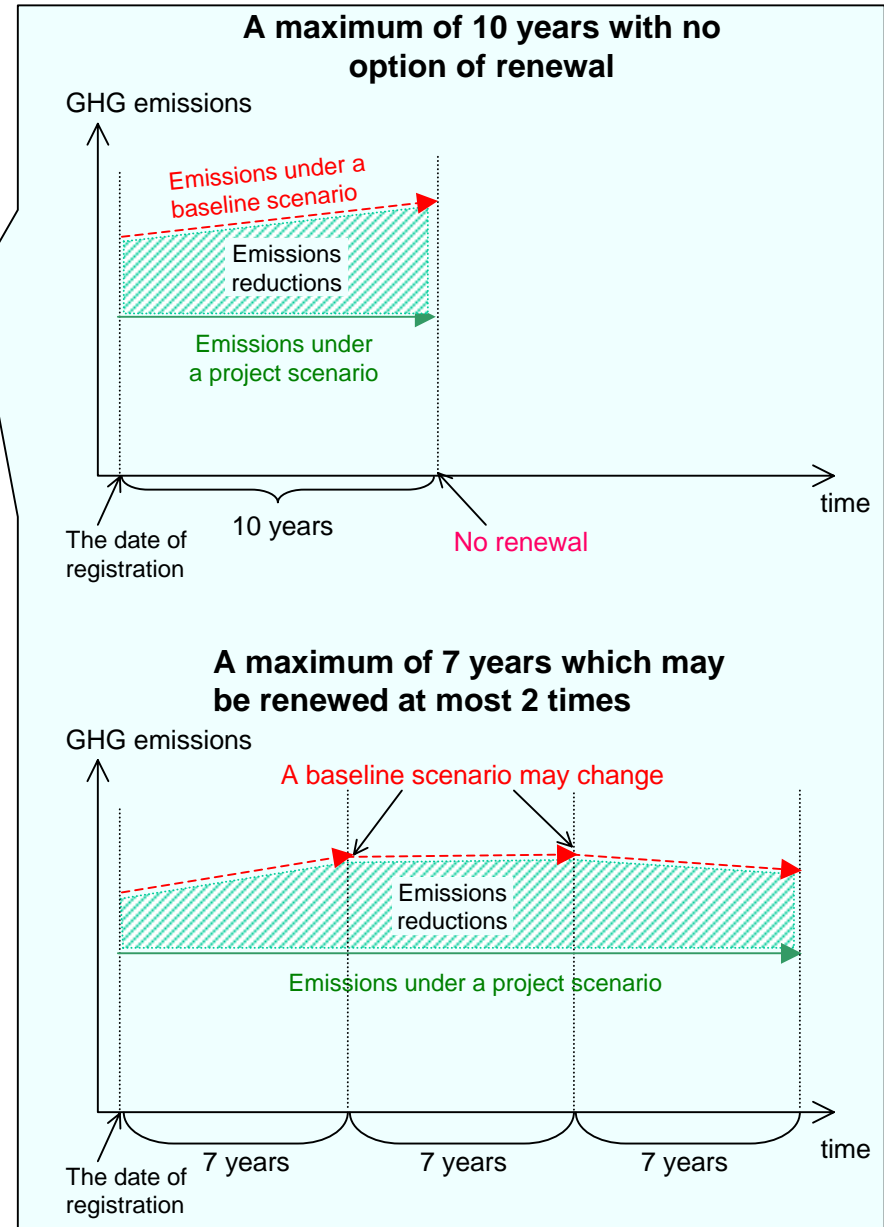 A maximum of 10 years with no
option of renewal
GHG emissions
Emissions under a
baseline scenario
Emissions
reductions
Emissions under
a project scenario
time
10 years
The date of
registration
No renewal
A maximum of 7 years which may
be renewed at most 2 times
GHG emissions
A baseline scenario may change
Emissions
reductions
Emissions under a project scenario
time
7 years
7 years
7 years
The date of
registration